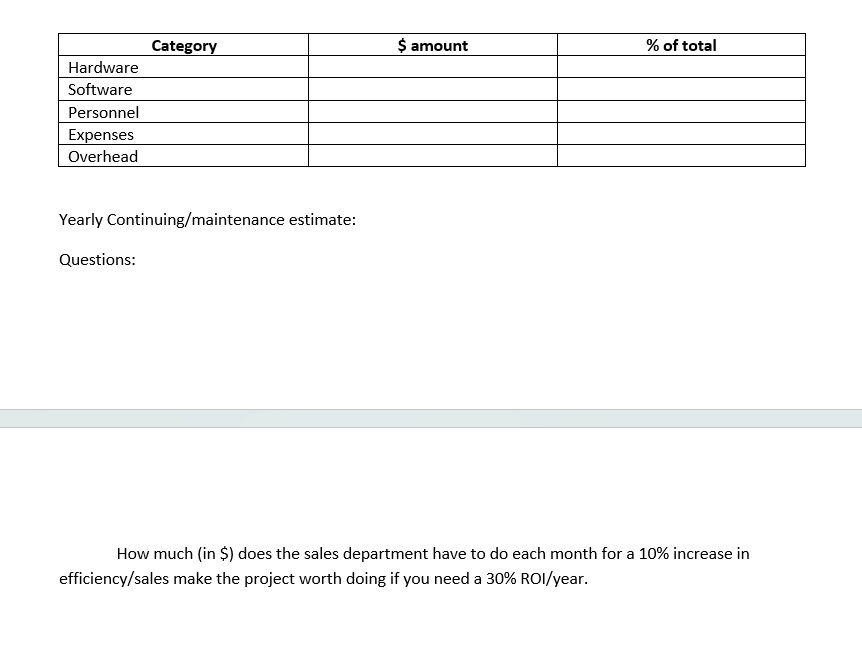 Category $ amount % of total
Hardware
Software
Personnel
Expenses
Overhead
Yearly Continuing/maintenance estimate:
Questions:
How much (in $) does the sales department have to do each month for a 10% increase in
efficiency/sales make the project worth doing if you need a 30% ROI/year.